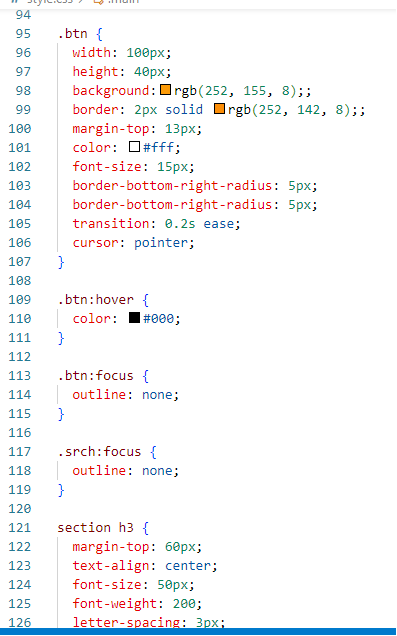 style.css > .main
94
95 .btn {
96 width: 100px;
97 height: 40px;
98 background: rgb(252, 155, 8);;
99 border: 2px solid rgb(252, 142, 8);;
100 margin-top: 13px;
101 color: #fff;
102 font-size: 15px;
103 border-bottom-right-radius: 5px;
104 border-bottom-right-radius: 5px;
105 transition: 0.2s ease;
106 cursor: pointer;
107 }
108
109 .btn:hover {
110 color: #000;
111 }
112
113 .btn:focus {
114 outline: none;
115 }
116
117 .srch:focus {
118 outline: none;
119 }
120
121 section h3 {
122 margin-top: 60px;
123 text-align: center;
124 font-size: 50px;
125 font-weight: 200;
126 letter-spacing: 3px;